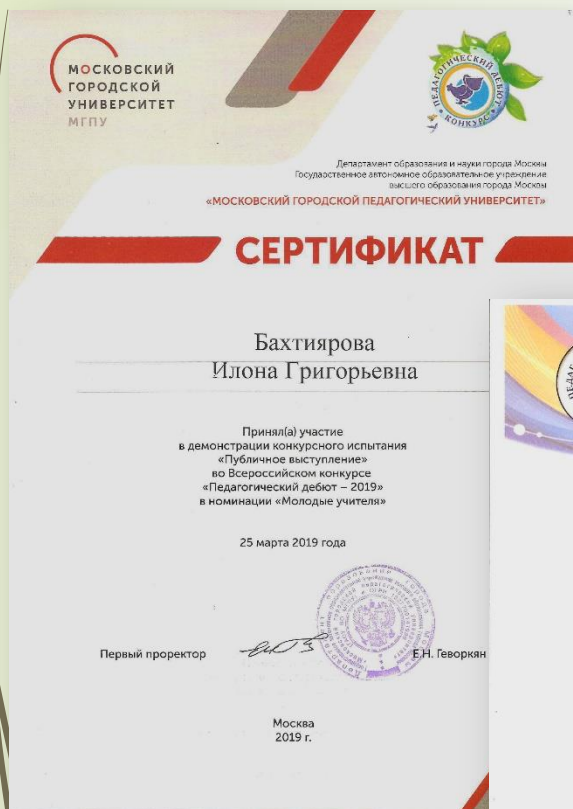 МОСКОВСКИЙ
ГОРОДСКОЙ
УНИВЕРСИТЕТ
МГПУ
ПЕДАГОГИЧЕСКИЙ ДЕБЮТ
КОНКУРС
Департамент образования и науки города Москвы
Государственное автономное образовательное учреждение
высшего образования города Москвы
«МОСКОВСКИЙ ГОРОДСКОЙ ПЕДАГОГИЧЕСКИЙ УНИВЕРСИТЕТ»
СЕРТИФИКАТ
Бахтиярова
Илона Григорьевна
Принял(а) участие
в демонстрации конкурсного испытания
«Публичное выступление»
во Всероссийском конкурсе
«Педагогический дебют – 2019»
в номинации «Молодые учителя»
25 марта 2019 года
Первый проректор
Е.Н. Геворкян
Москва
2019 г.